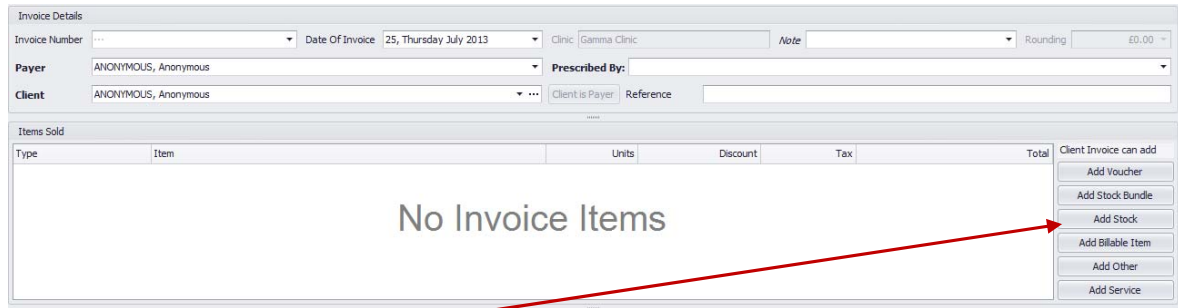 Invoice Details
Invoice Number ... Date Of Invoice 25, Thursday July 2013 Clinic Gamma Clinic Note Rounding £0.00
Payer ANONYMOUS, Anonymous Prescribed By:
Client ANONYMOUS, Anonymous ... Client is Payer Reference
Items Sold
Type Item Units Discount Tax Total Client Invoice can add
Add Voucher
Add Stock Bundle
No Invoice Items Add Stock
Add Billable Item
Add Other
Add Service